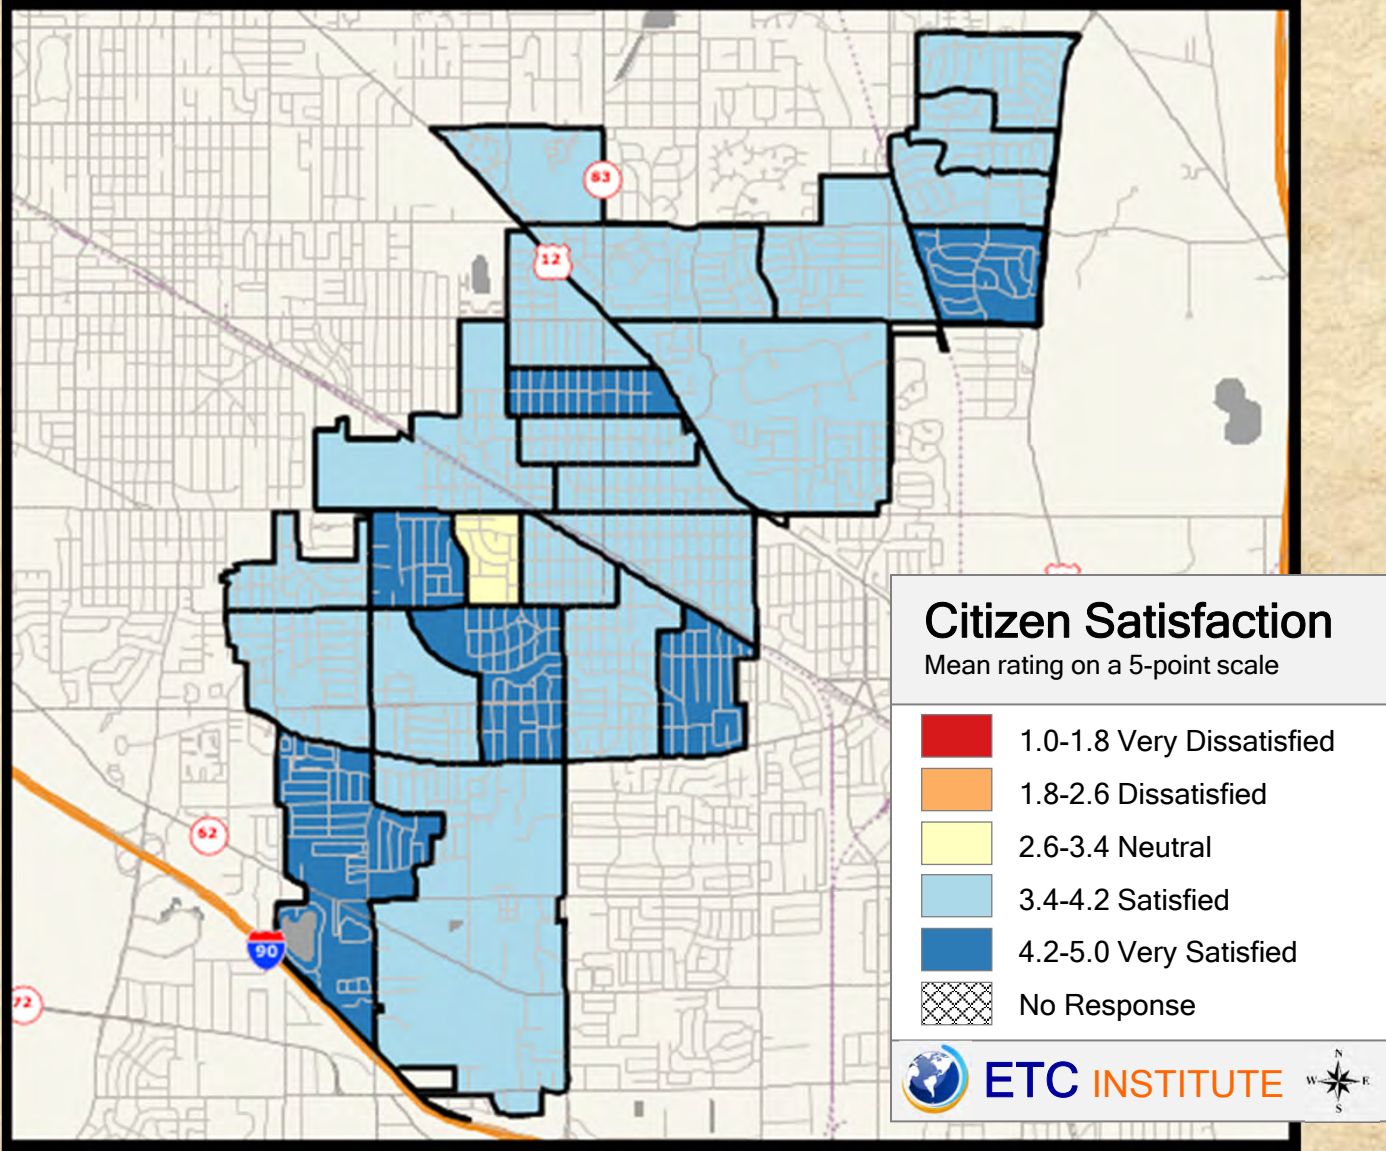 83
12
62
90
72
Citizen Satisfaction
Mean rating on a 5-point scale
1.0-1.8 Very Dissatisfied
1.8-2.6 Dissatisfied
2.6-3.4 Neutral
3.4-4.2 Satisfied
4.2-5.0 Very Satisfied
No Response
ETC INSTITUTE
N
W E
S